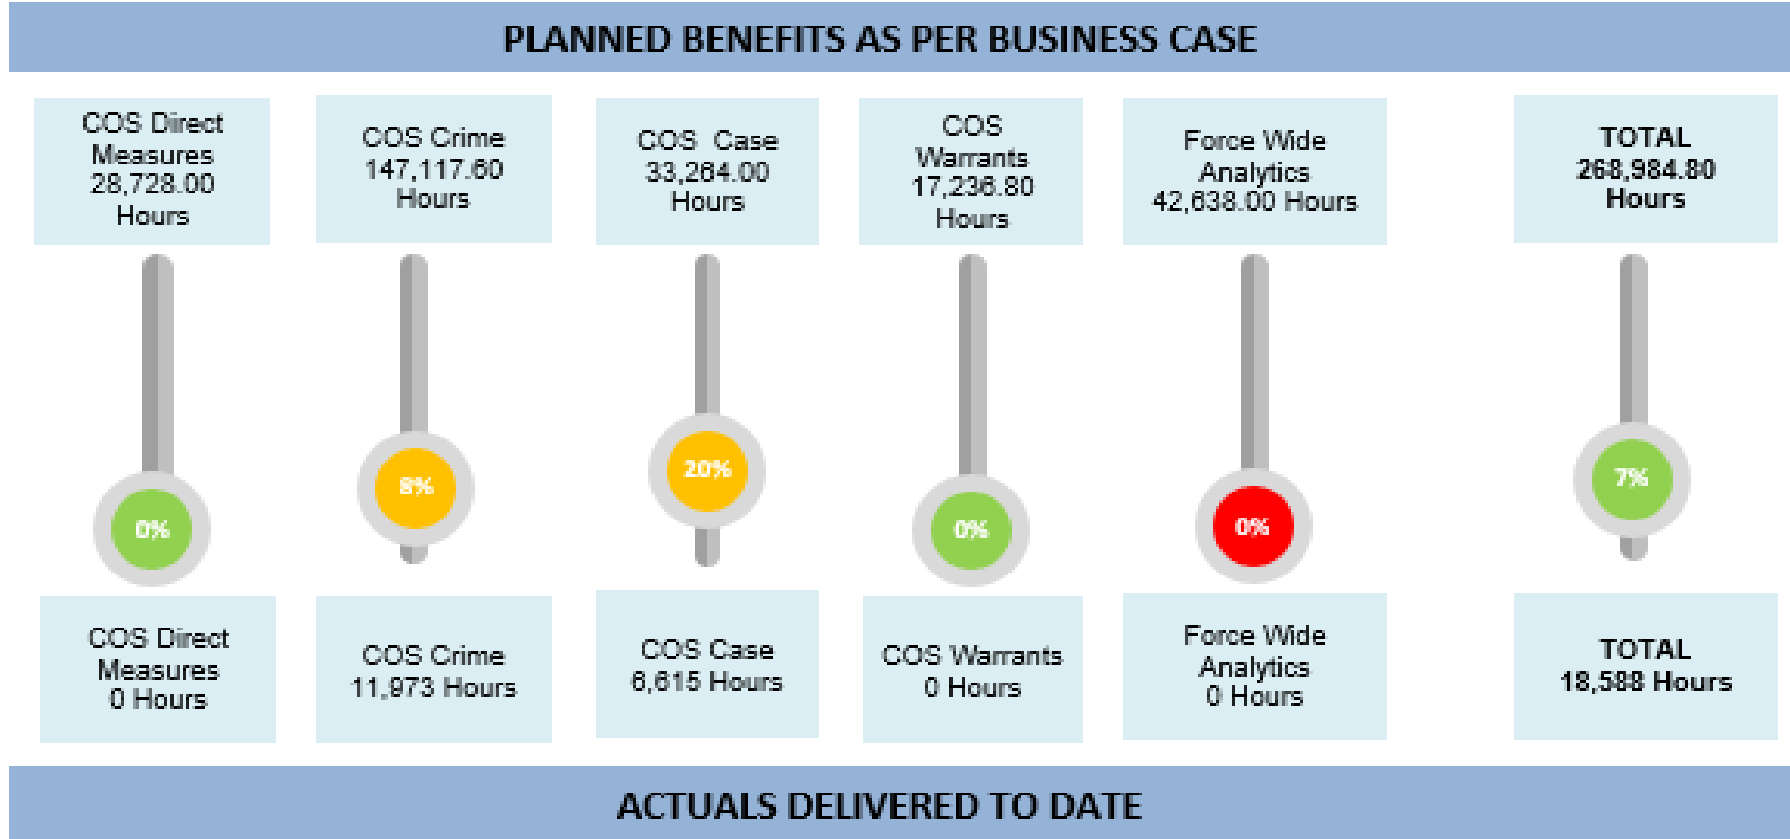 PLANNED BENEFITS AS PER BUSINESS CASE
COS Direct
Measures
28,728.00
Hours
COS Crime
147,117.60
Hours
COS Case
33,264.00
Hours
COS
Warrants
17,236.80
Hours
Force Wide
Analytics
42,638.00 Hours
TOTAL
268,984.80
Hours
0%
8%
20%
0%
0%
7%
COS Direct
Measures
0 Hours
COS Crime
11,973 Hours
COS Case
6,615 Hours
COS Warrants
0 Hours
Force Wide
Analytics
0 Hours
TOTAL
18,588 Hours
ACTUALS DELIVERED TO DATE